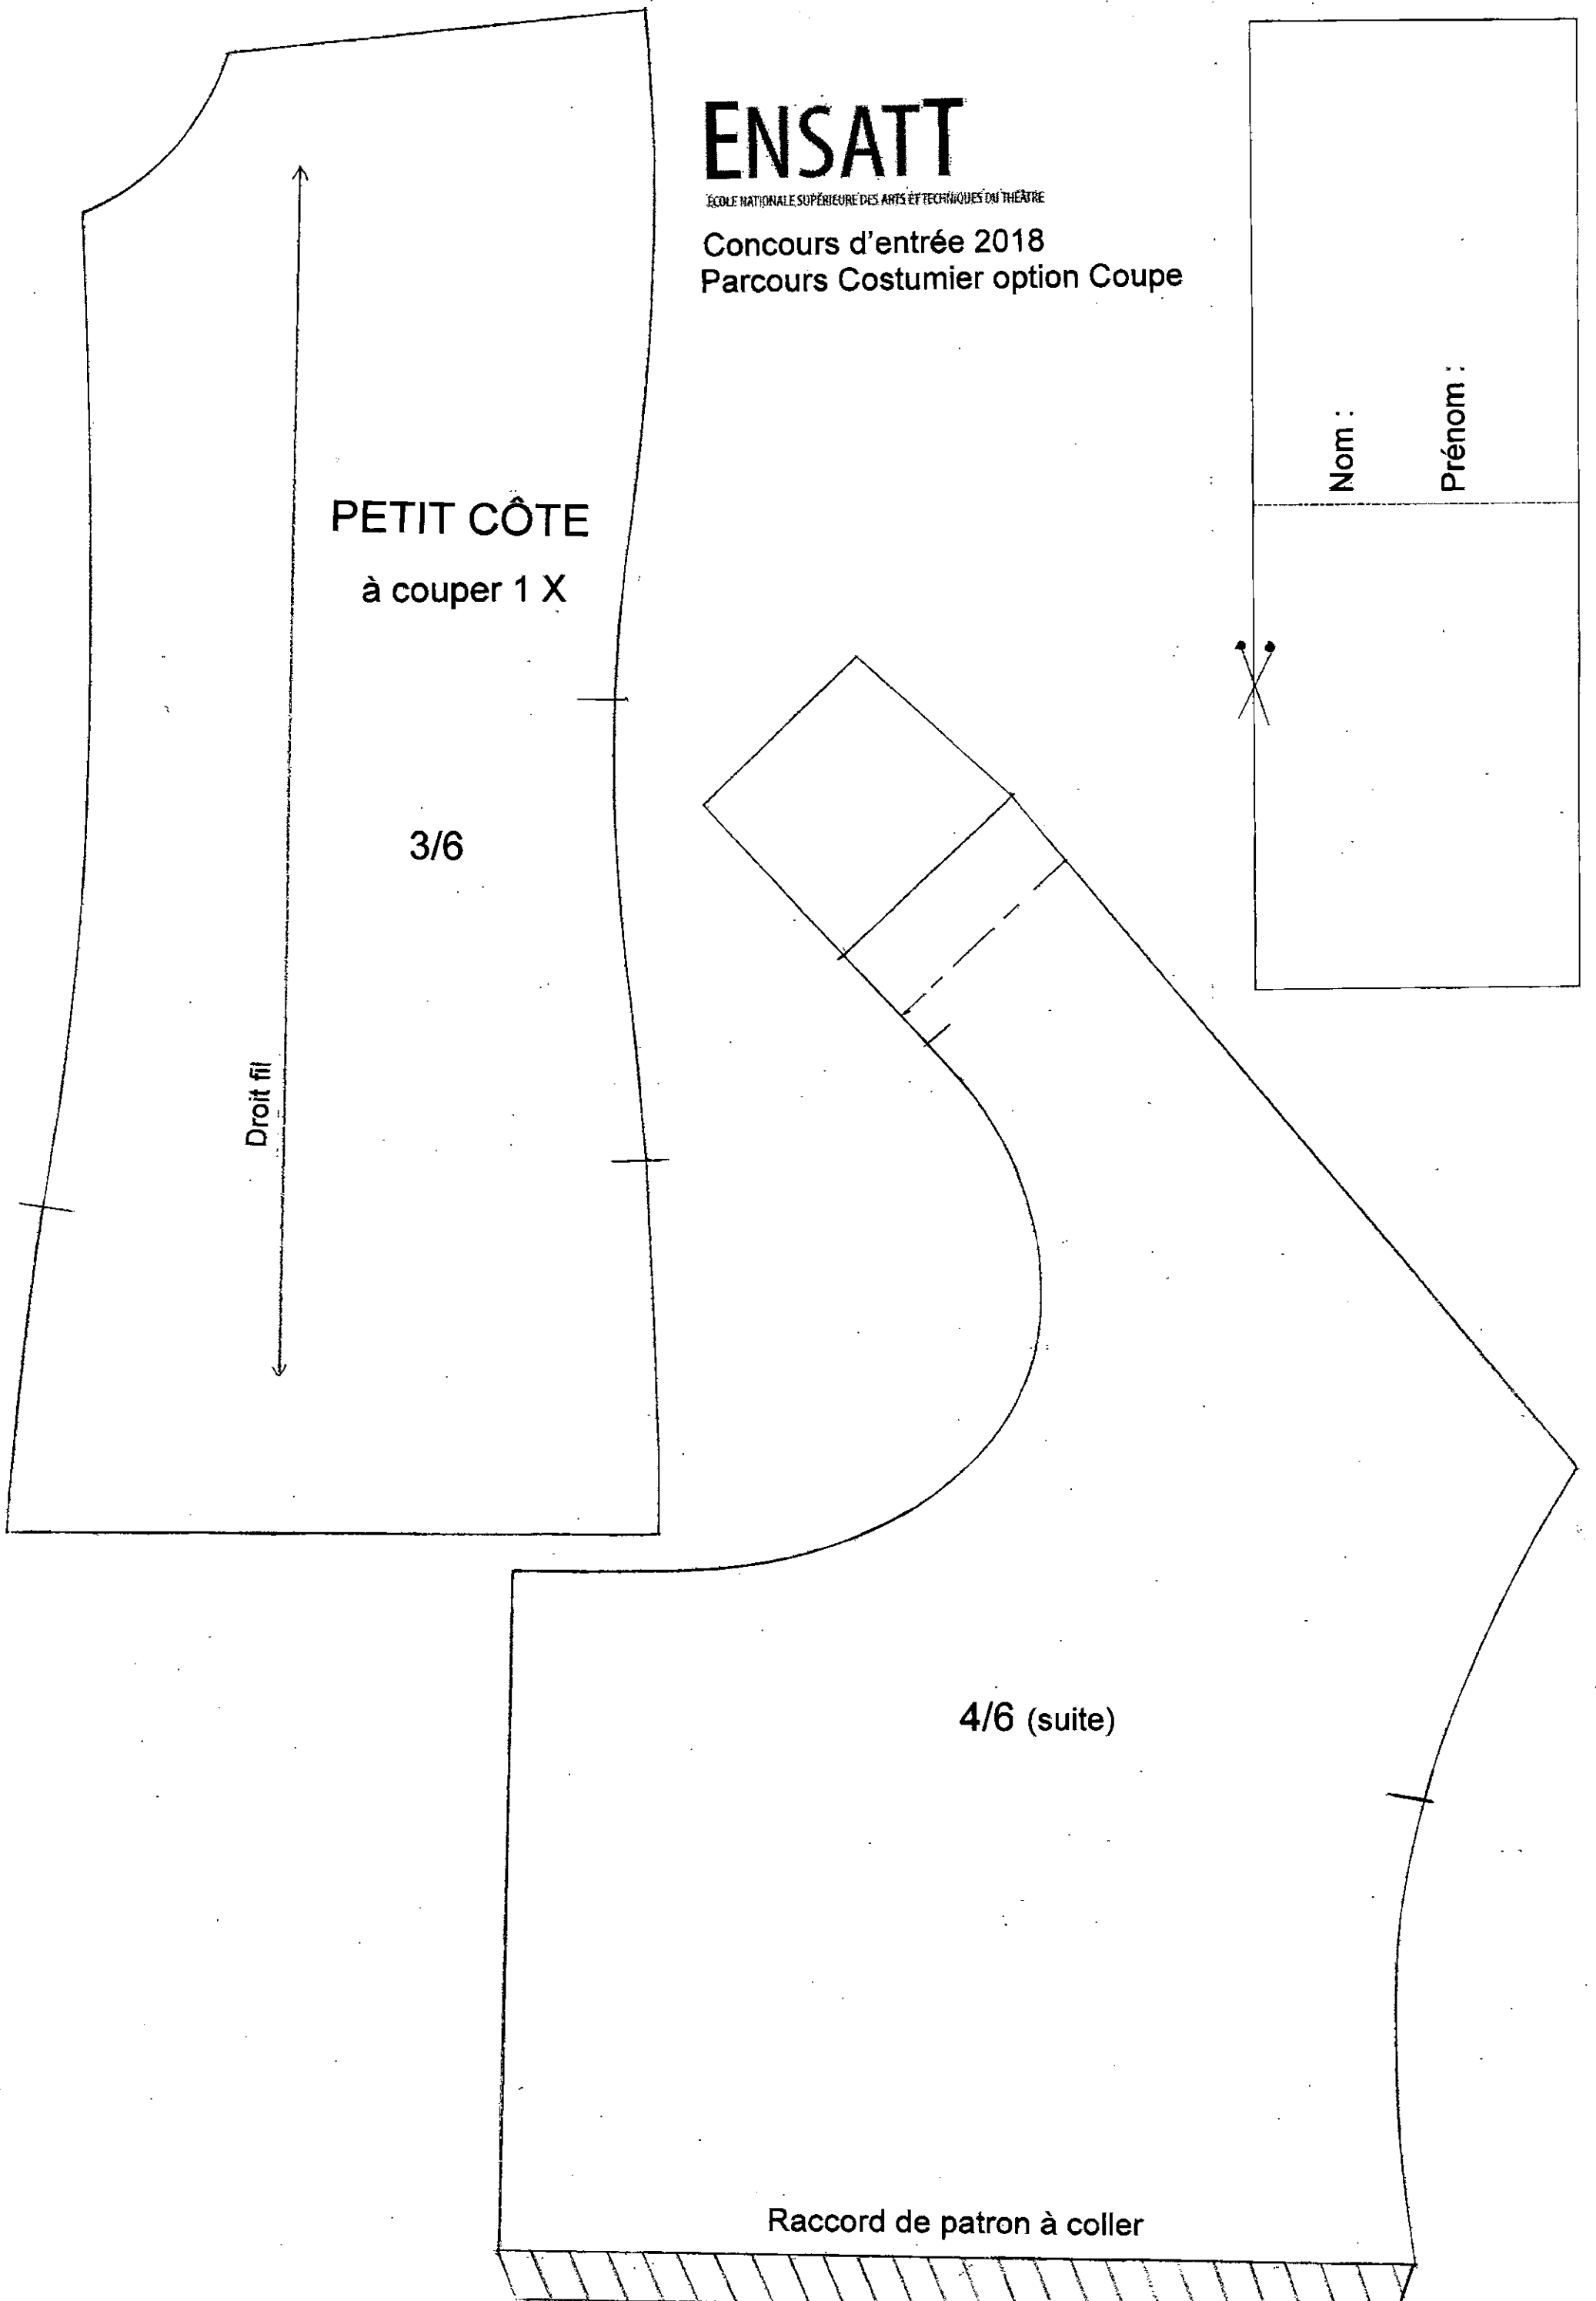 ENSATT
ÉCOLE NATIONALE SUPÉRIEURE DES ARTS ET TECHNIQUES DU THÉÂTRE
Concours d'entrée 2018
Parcours Costumier option Coupe
Nom :
Prénom :
PETIT CÔTE
à couper 1 X
3/6
Droit fil
4/6 (suite)
Raccord de patron à coller